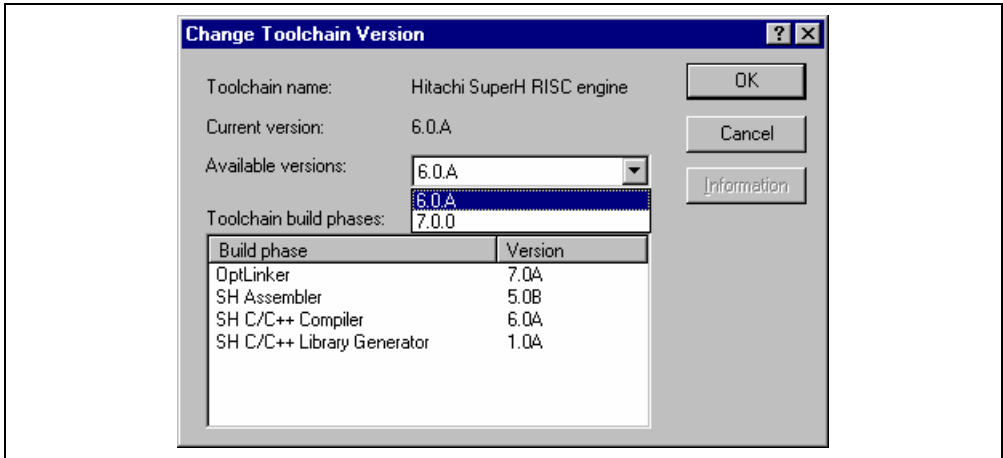 Change Toolchain Version
Toolchain name: Hitachi SuperH RISC engine
OK
Current version: 6.0.A
Cancel
Available versions: 6.0.A
Information
6.0.A
Toolchain build phases: 7.0.0
Build phase Version
OptLinker 7.0A
SH Assembler 5.0B
SH C/C++ Compiler 6.0A
SH C/C++ Library Generator 1.0A